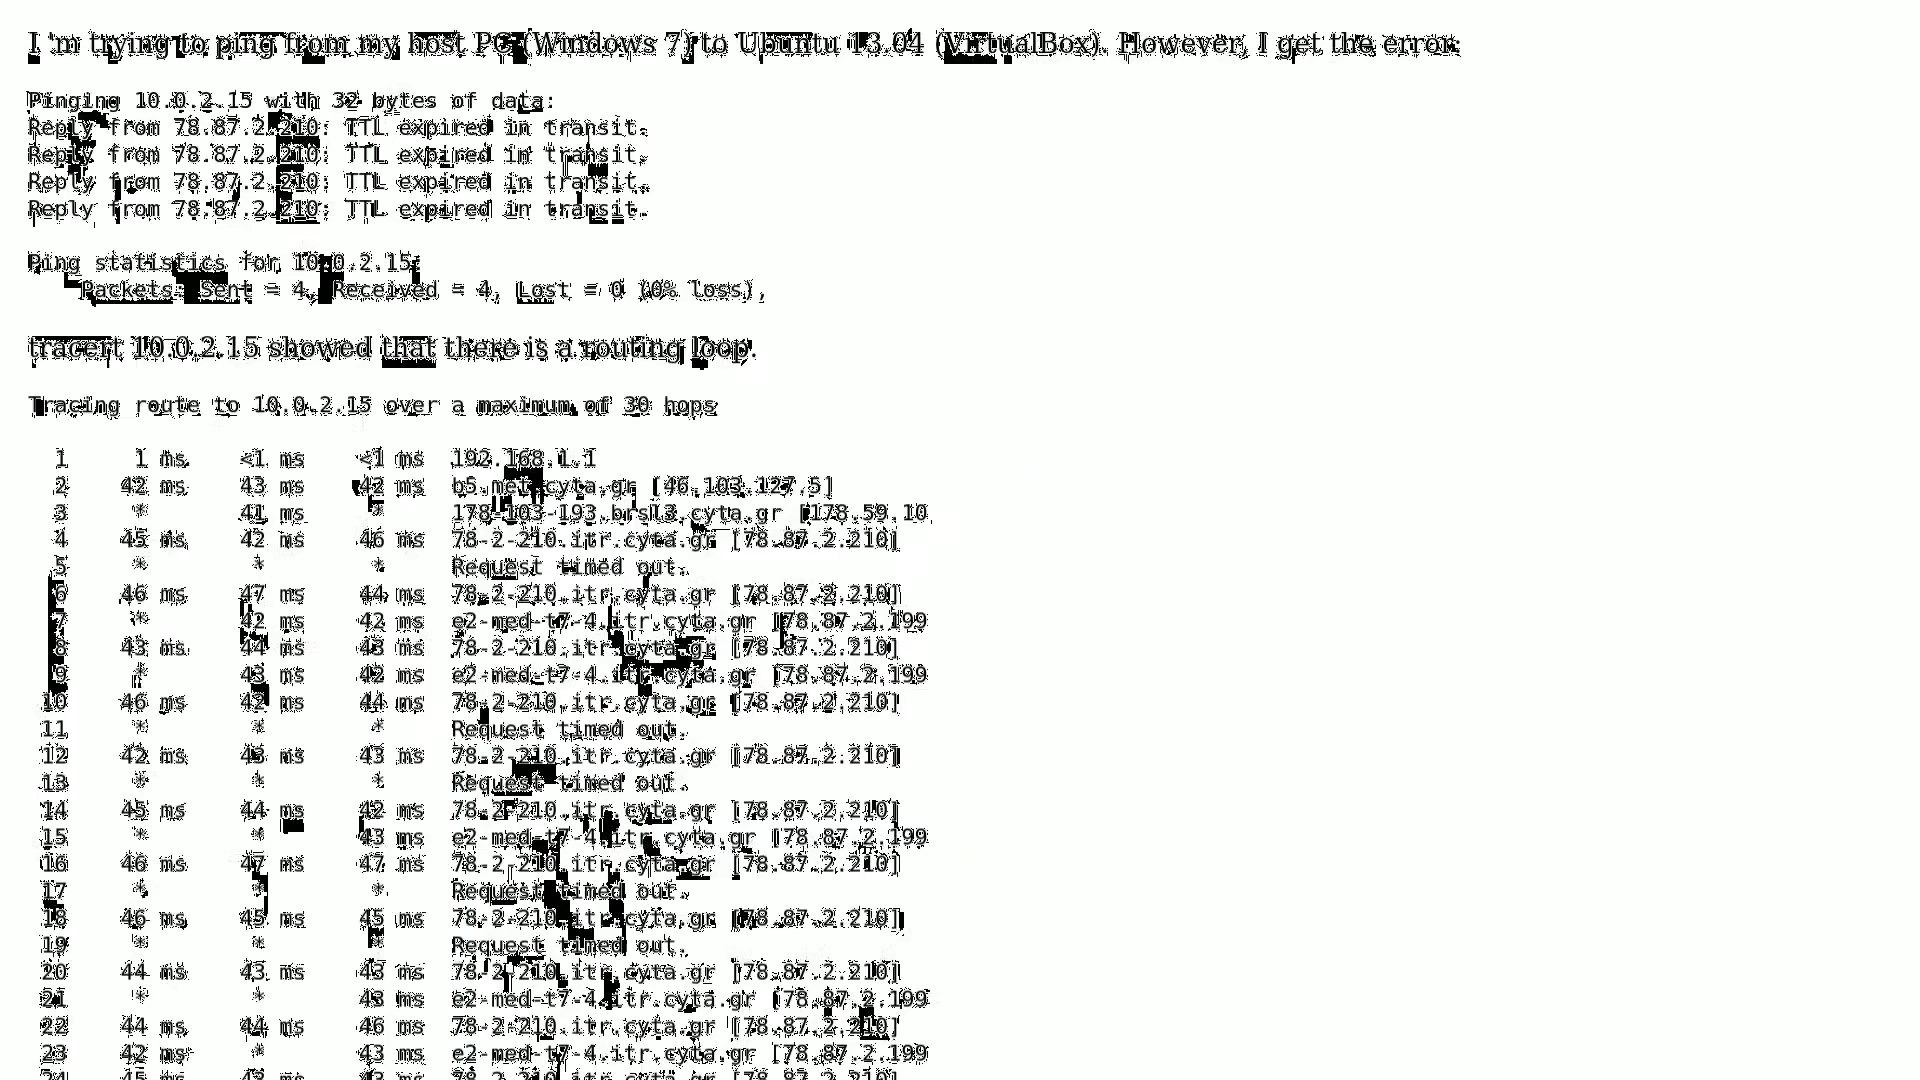 I'm trying to ping from my host PC (Windows 7) to Ubuntu 13.04 (VirtualBox). However, I get the error:
Pinging 10.0.2.15 with 32 bytes of data:
Reply from 78.87.2.210: TTL expired in transit.
Reply from 78.87.2.210: TTL expired in transit.
Reply from 78.87.2.210: TTL expired in transit.
Reply from 78.87.2.210: TTL expired in transit.
Ping statistics for 10.0.2.15:
Packets: Sent = 4, Received = 4, Lost = 0 (0% loss),
tracert 10.0.2.15 showed that there is a routing loop.
Tracing route to 10.0.2.15 over a maximum of 30 hops
1 1 ms <1 ms <1 ms 192.168.1.1
2 42 ms 43 ms 42 ms b5.med.cyta.gr [46.103.127.5]
3 * 41 ms * 178-103-193.brsl3.cyta.gr [178.59.10
4 45 ms 42 ms 46 ms 78-2-210.itr.cyta.gr [78.87.2.210]
5 * * * Request timed out.
6 46 ms 47 ms 44 ms 78-2-210.itr.cyta.gr [78.87.2.210]
7 * 42 ms 42 ms e2-med-t7-4.itr.cyta.gr [78.87.2.199
8 43 ms 44 ms 43 ms 78-2-210.itr.cyta.gr [78.87.2.210]
9 * 43 ms 42 ms e2-med-t7-4.itr.cyta.gr [78.87.2.199
10 46 ms 42 ms 44 ms 78-2-210.itr.cyta.gr [78.87.2.210]
11 * * * Request timed out.
12 42 ms 43 ms 43 ms 78-2-210.itr.cyta.gr [78.87.2.210]
13 * * * Request timed out.
14 45 ms 44 ms 42 ms 78-2-210.itr.cyta.gr [78.87.2.210]
15 * * 43 ms e2-med-t7-4.itr.cyta.gr [78.87.2.199
16 46 ms 47 ms 47 ms 78-2-210.itr.cyta.gr [78.87.2.210]
17 * * * Request timed out.
18 46 ms 45 ms 45 ms 78-2-210.itr.cyta.gr [78.87.2.210]
19 * * * Request timed out.
20 44 ms 43 ms 43 ms 78-2-210.itr.cyta.gr [78.87.2.210]
21 * * 43 ms e2-med-t7-4.itr.cyta.gr [78.87.2.199
22 44 ms 44 ms 46 ms 78-2-210.itr.cyta.gr [78.87.2.210]
23 42 ms * 43 ms e2-med-t7-4.itr.cyta.gr [78.87.2.199
24 45 ms 43 ms 43 ms 78-2-210.itr.cyta.gr [78.87.2.210]